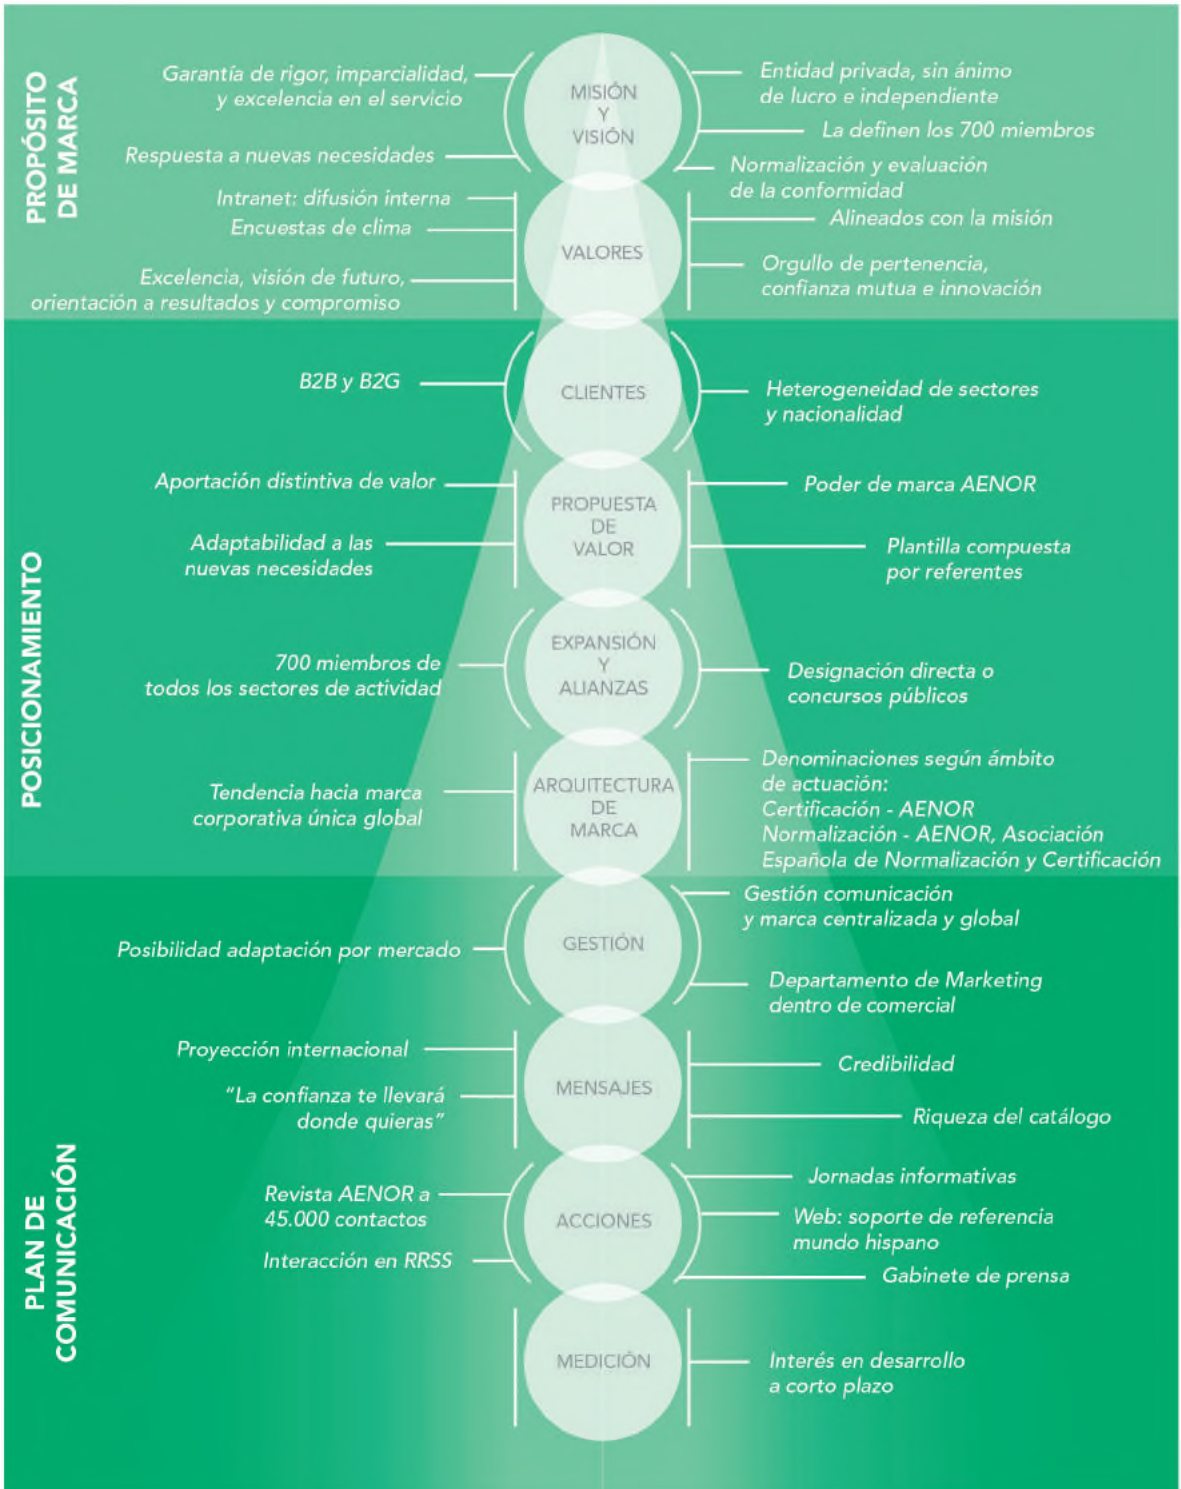 PROPÓSITO
DE MARCA
Garantía de rigor, imparcialidad,
y excelencia en el servicio
Respuesta a nuevas necesidades
MISIÓN
Y
VISIÓN
Entidad privada, sin ánimo
de lucro e independiente
La definen los 700 miembros
Normalización y evaluación
de la conformidad
Intranet: difusión interna
Encuestas de clima
Excelencia, visión de futuro,
orientación a resultados y compromiso
VALORES
Alineados con la misión
Orgullo de pertenencia,
confianza mutua e innovación
POSICIONAMIENTO
B2B y B2G
CLIENTES
Heterogeneidad de sectores
y nacionalidad
Aportación distintiva de valor
Adaptabilidad a las
nuevas necesidades
PROPUESTA
DE
VALOR
Poder de marca AENOR
Plantilla compuesta
por referentes
700 miembros de
todos los sectores de actividad
EXPANSIÓN
Y
ALIANZAS
Designación directa o
concursos públicos
Tendencia hacia marca
corporativa única global
ARQUITECTURA
DE
MARCA
Denominaciones según ámbito
de actuación:
Certificación - AENOR
Normalización - AENOR, Asociación
Española de Normalización y Certificación
PLAN DE
COMUNICACIÓN
Posibilidad adaptación por mercado
GESTIÓN
Gestión comunicación
y marca centralizada y global
Departamento de Marketing
dentro de comercial
Proyección internacional
"La confianza te llevará
donde quieras"
MENSAJES
Credibilidad
Riqueza del catálogo
Revista AENOR a
45.000 contactos
Interacción en RRSS
ACCIONES
Jornadas informativas
Web: soporte de referencia
mundo hispano
Gabinete de prensa
MEDICIÓN
Interés en desarrollo
a corto plazo